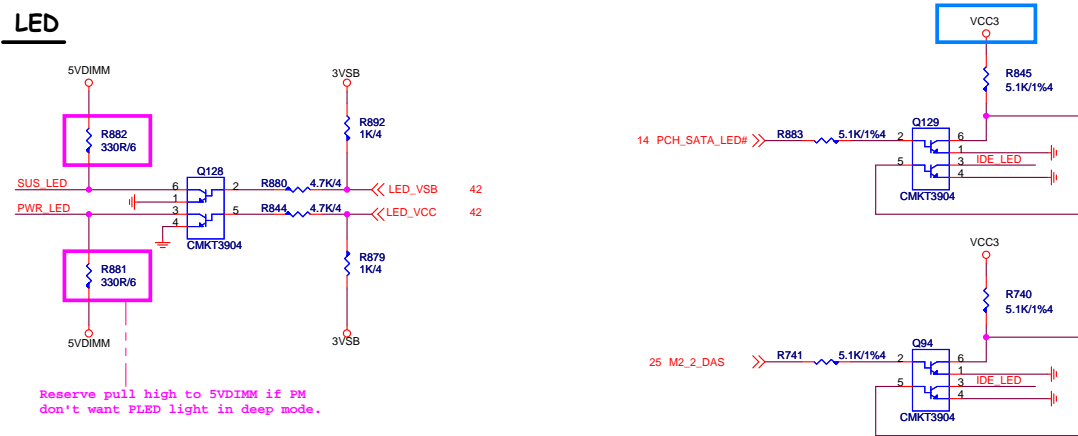 LED
5VDIMM
R882
330R/6
3VSB
R892
1K/4
Q128
SUS_LED
6
2
R880
4.7K/4
LED_VSB
42
1
PWR_LED
3
5
R844
4.7K/4
LED_VCC
42
4
CMKT3904
R881
330R/6
R879
1K/4
5VDIMM
3VSB
Reserve pull high to 5VDIMM if PM
don't want PLED light in deep mode.
VCC3
R845
5.1K/1%4
Q129
14 PCH_SATA_LED#
R883
5.1K/1%4
2
6
1
5
3
IDE_LED
4
CMKT3904
VCC3
R740
5.1K/1%4
Q94
25 M2_2_DAS
R741
5.1K/1%4
2
6
1
5
3
IDE_LED
4
CMKT3904